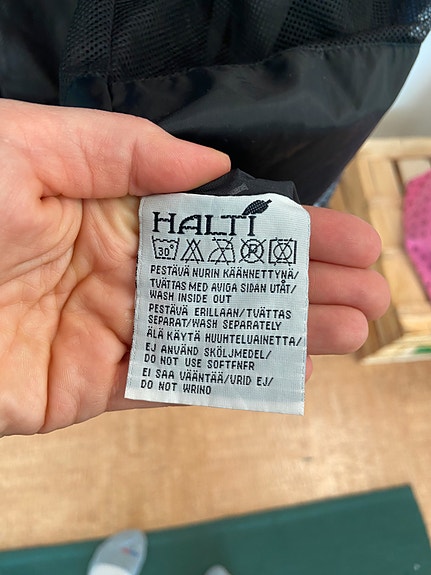 HALTI
30°
PESTÄVÄ NURIN KÄÄNNETTYNÄ/
TVÄTTAS MED AVIGA SIDAN UTÅT/
WASH INSIDE OUT
PESTÄVÄ ERILLAAN/TVÄTTAS
SEPARAT/WASH SEPARATELY
ÄLÄ KÄYTÄ HUUHTELUAINETTA/
EJ ANVÄND SKÖLJMEDEL/
DO NOT USE SOFTENER
EI SAA VÄÄNTÄÄ/VRID EJ/
DO NOT WRING